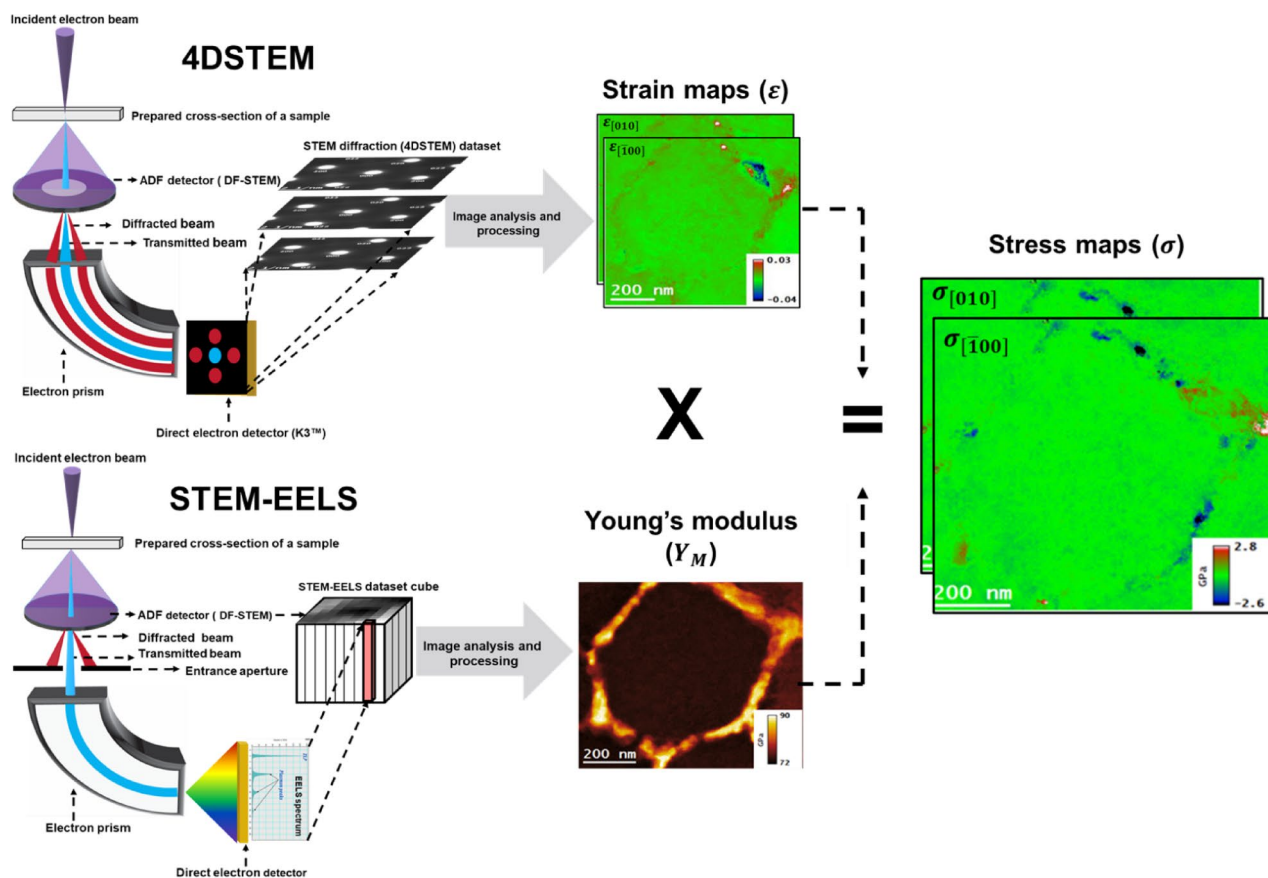 Incident electron beam
4DSTEM
Prepared cross-section of a sample
STEM diffraction (4DSTEM) dataset
ADF detector ( DF-STEM)
Diffracted beam
Transmitted beam
Electron prism
Direct electron detector (K3™)
Image analysis and
processing
Strain maps (ε)
ε[010]
ε[1̅00]
0.03
-0.04
200 nm
Stress maps (σ)
σ[010]
σ[1̅00]
2.8
GPa
-2.6
200 nm
X
=
Incident electron beam
STEM-EELS
Prepared cross-section of a sample
STEM-EELS dataset cube
ADF detector ( DF-STEM)
Diffracted beam
Transmitted beam
Entrance aperture
Electron prism
EELS spectrum
Plasmon peaks
ZLP
Direct electron detector
Image analysis and
processing
Young's modulus
(Y_M)
90
GPa
72
200 nm